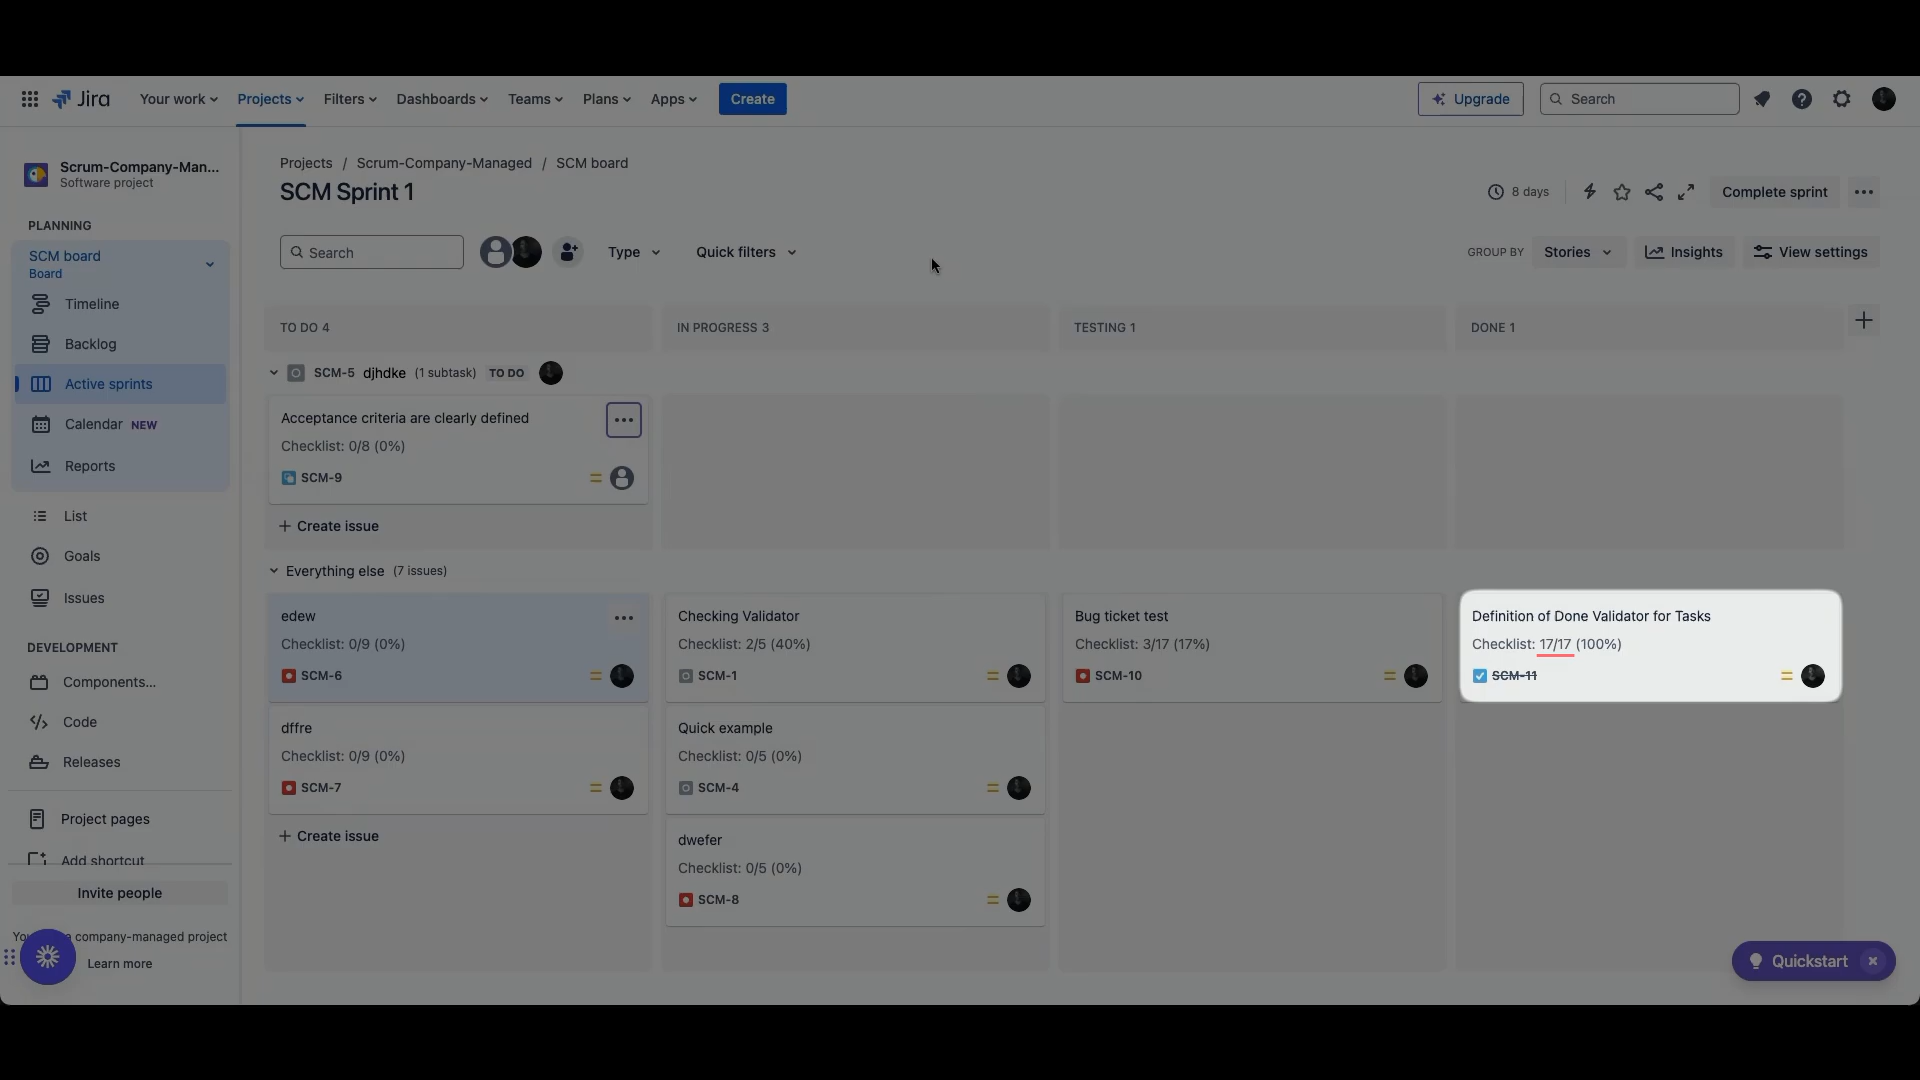 Jira
Your work
Projects
Filters
Dashboards
Teams
Plans
Apps
Create
Upgrade
Search
Scrum-Company-Man...
Software project
PLANNING
SCM board
Board
Timeline
Backlog
Active sprints
Calendar NEW
Reports
List
Goals
Issues
DEVELOPMENT
Components...
Code
Releases
Project pages
Add shortcut
Invite people
company-managed project
Learn more
Projects / Scrum-Company-Managed / SCM board
SCM Sprint 1
8 days
Complete sprint
Search
Type
Quick filters
GROUP BY
Stories
Insights
View settings
TO DO 4
IN PROGRESS 3
TESTING 1
DONE 1
SCM-5 djhdke (1 subtask) TO DO
Acceptance criteria are clearly defined
Checklist: 0/8 (0%)
SCM-9
+ Create issue
Everything else (7 issues)
edew
Checklist: 0/9 (0%)
SCM-6
dffre
Checklist: 0/9 (0%)
SCM-7
+ Create issue
Checking Validator
Checklist: 2/5 (40%)
SCM-1
Quick example
Checklist: 0/5 (0%)
SCM-4
dwefer
Checklist: 0/5 (0%)
SCM-8
Bug ticket test
Checklist: 3/17 (17%)
SCM-10
Definition of Done Validator for Tasks
Checklist: 17/17 (100%)
SCM-11
Quickstart